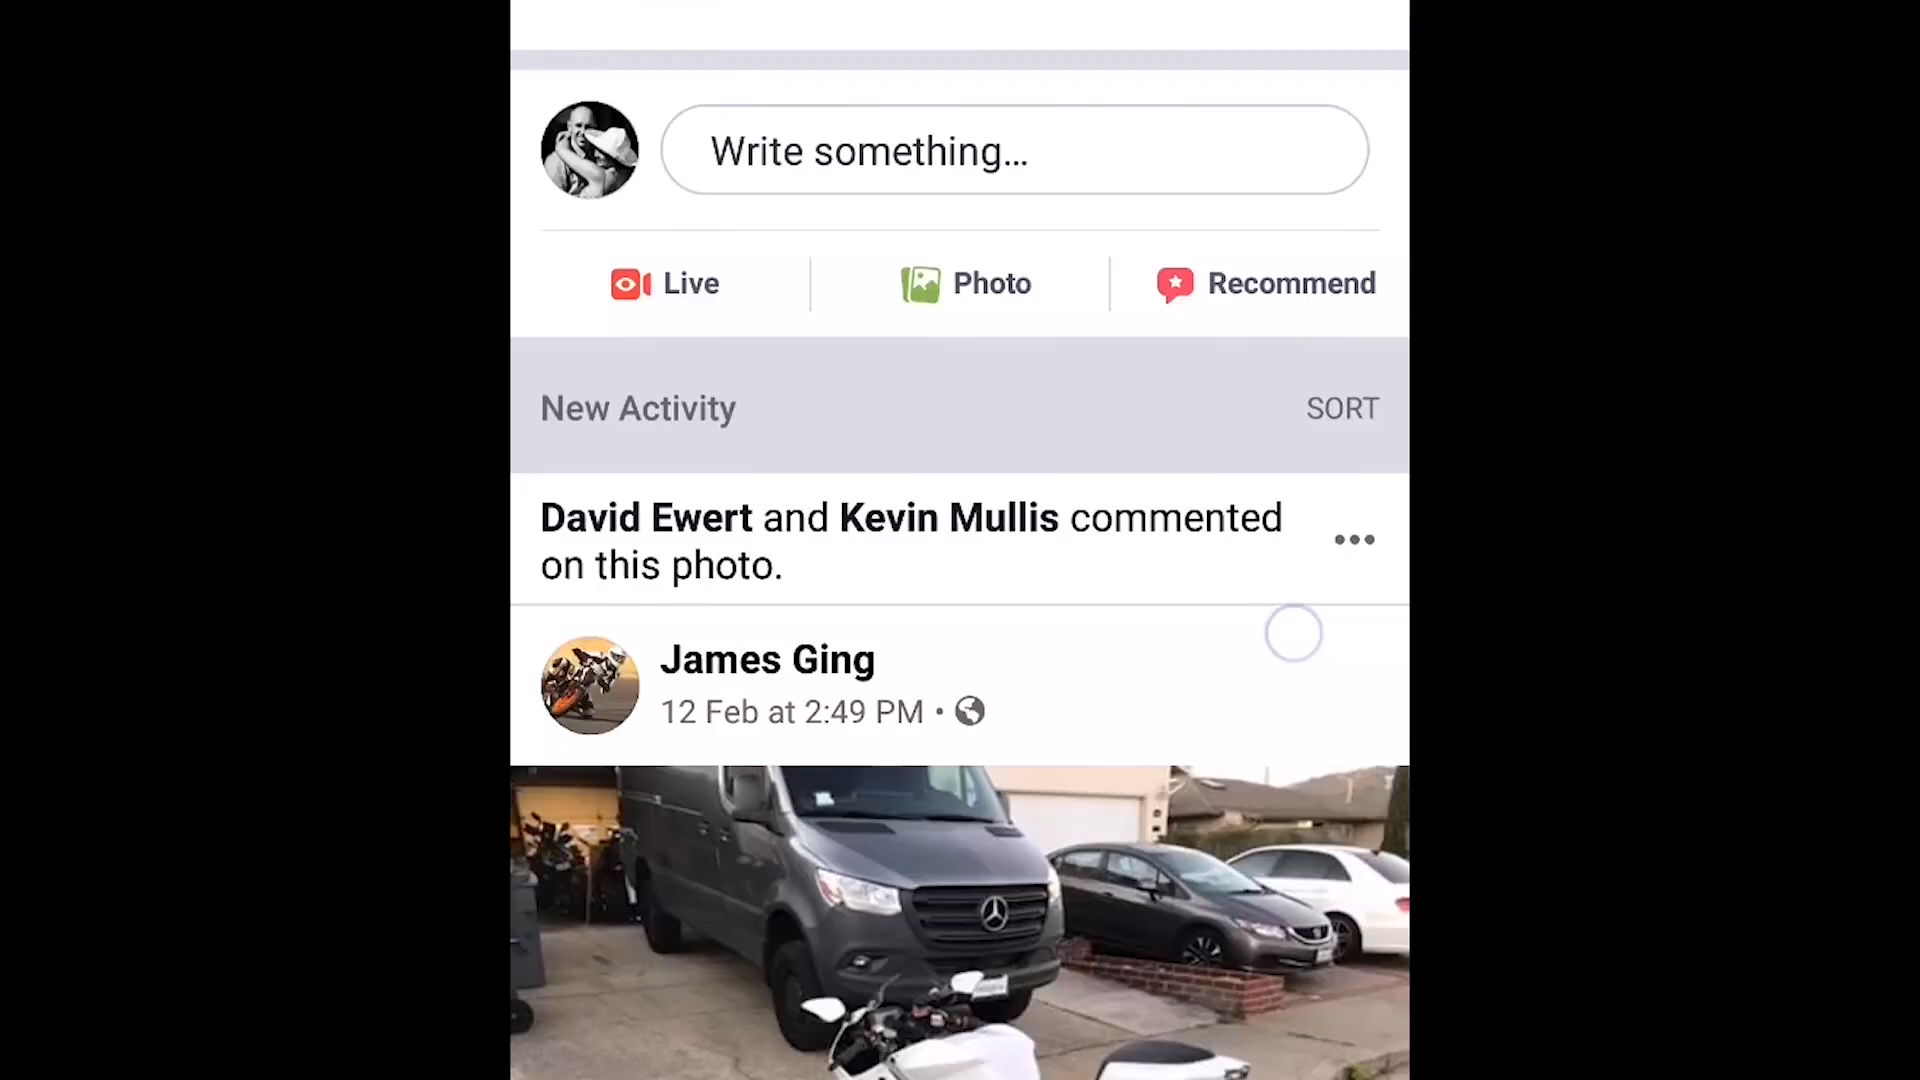 Write something...
Live
Photo
Recommend
New Activity
SORT
David Ewert and Kevin Mullis commented
on this photo.
James Ging
12 Feb at 2:49 PM •